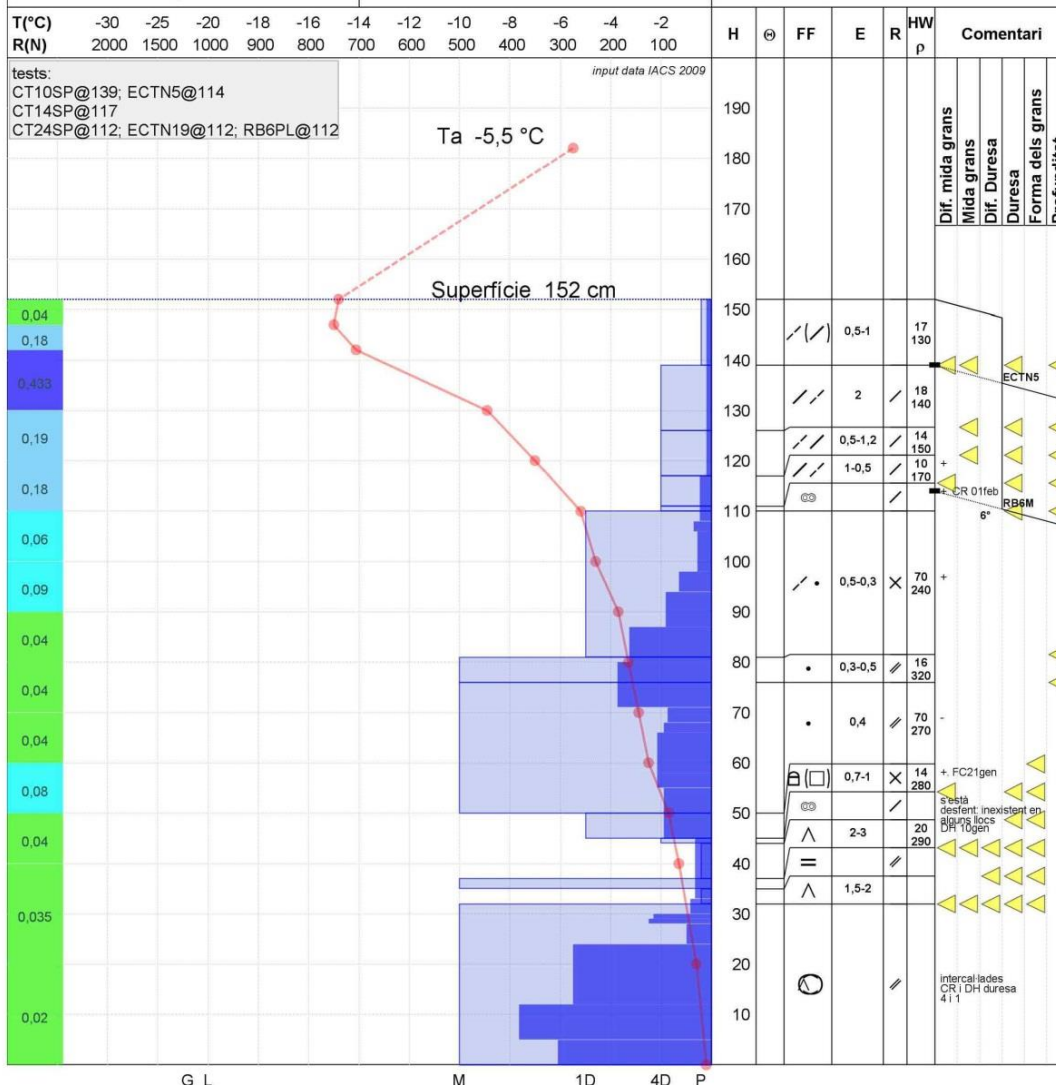 T(°C) -30 -25 -20 -18 -16 -14 -12 -10 -8 -6 -4 -2 H Θ FF E R HW ρ Comentari
R(N) 2000 1500 1000 900 800 700 600 500 400 300 200 100
tests:
CT10SP@139; ECTN5@114
CT14SP@117
CT24SP@112; ECTN19@112; RB6PL@112
input data IACS 2009
Dif. mida grans
Mida grans
Dif. Duresa
Duresa
Forma dels grans
Ta -5,5 °C
Superfície 152 cm
190
180
170
160
150
140
130
120
110
100
90
80
70
60
50
40
30
20
10
0,04
0,18
0,433
0,19
0,18
0,06
0,09
0,04
0,04
0,04
0,08
0,04
0,035
0,02
0,5-1 17 130
ECTN5
2 18 140
0,5-1,2 14 150
1-0,5 10 170 +
+. CR 01feb
RB6M
6°
0,5-0,3 70 240 +
0,3-0,5 16 320
0,4 70 270 -
0,7-1 14 280 +. FC21gen
s'està
desfent: inexistent en
alguns llocs
2-3 20 290 DH 10gen
1,5-2
intercal·lades
CR i DH duresa
4 i 1
G L M 1D 4D P